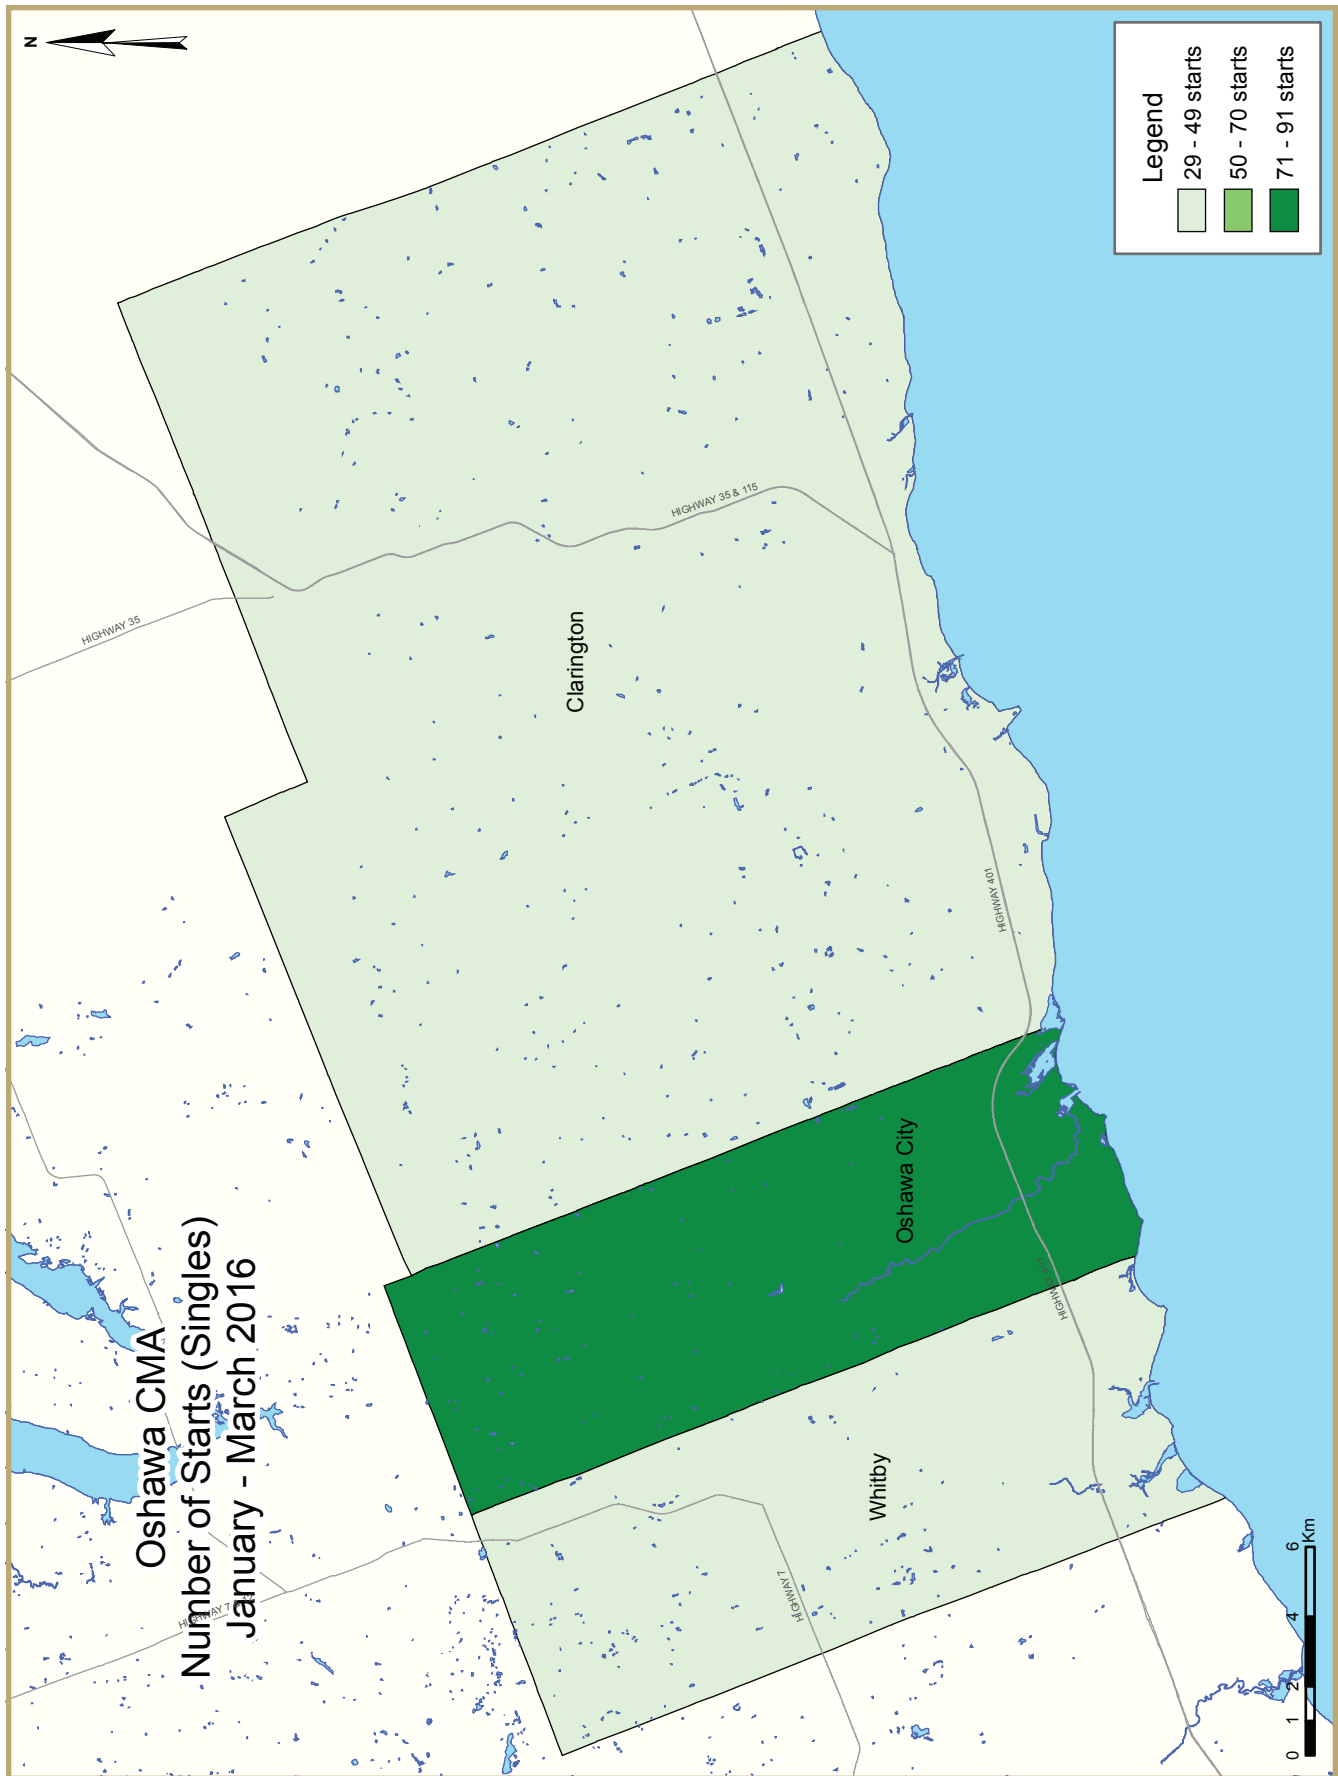 Oshawa CMA
Number of Starts (Singles)
January - March 2016
N
HIGHWAY 35
HIGHWAY 35 & 115
HIGHWAY 401
HIGHWAY 401
HIGHWAY 7
HIGHWAY 7
Clarington
Oshawa City
Whitby
Legend
29 - 49 starts
50 - 70 starts
71 - 91 starts
0 1 2 4 6
Km